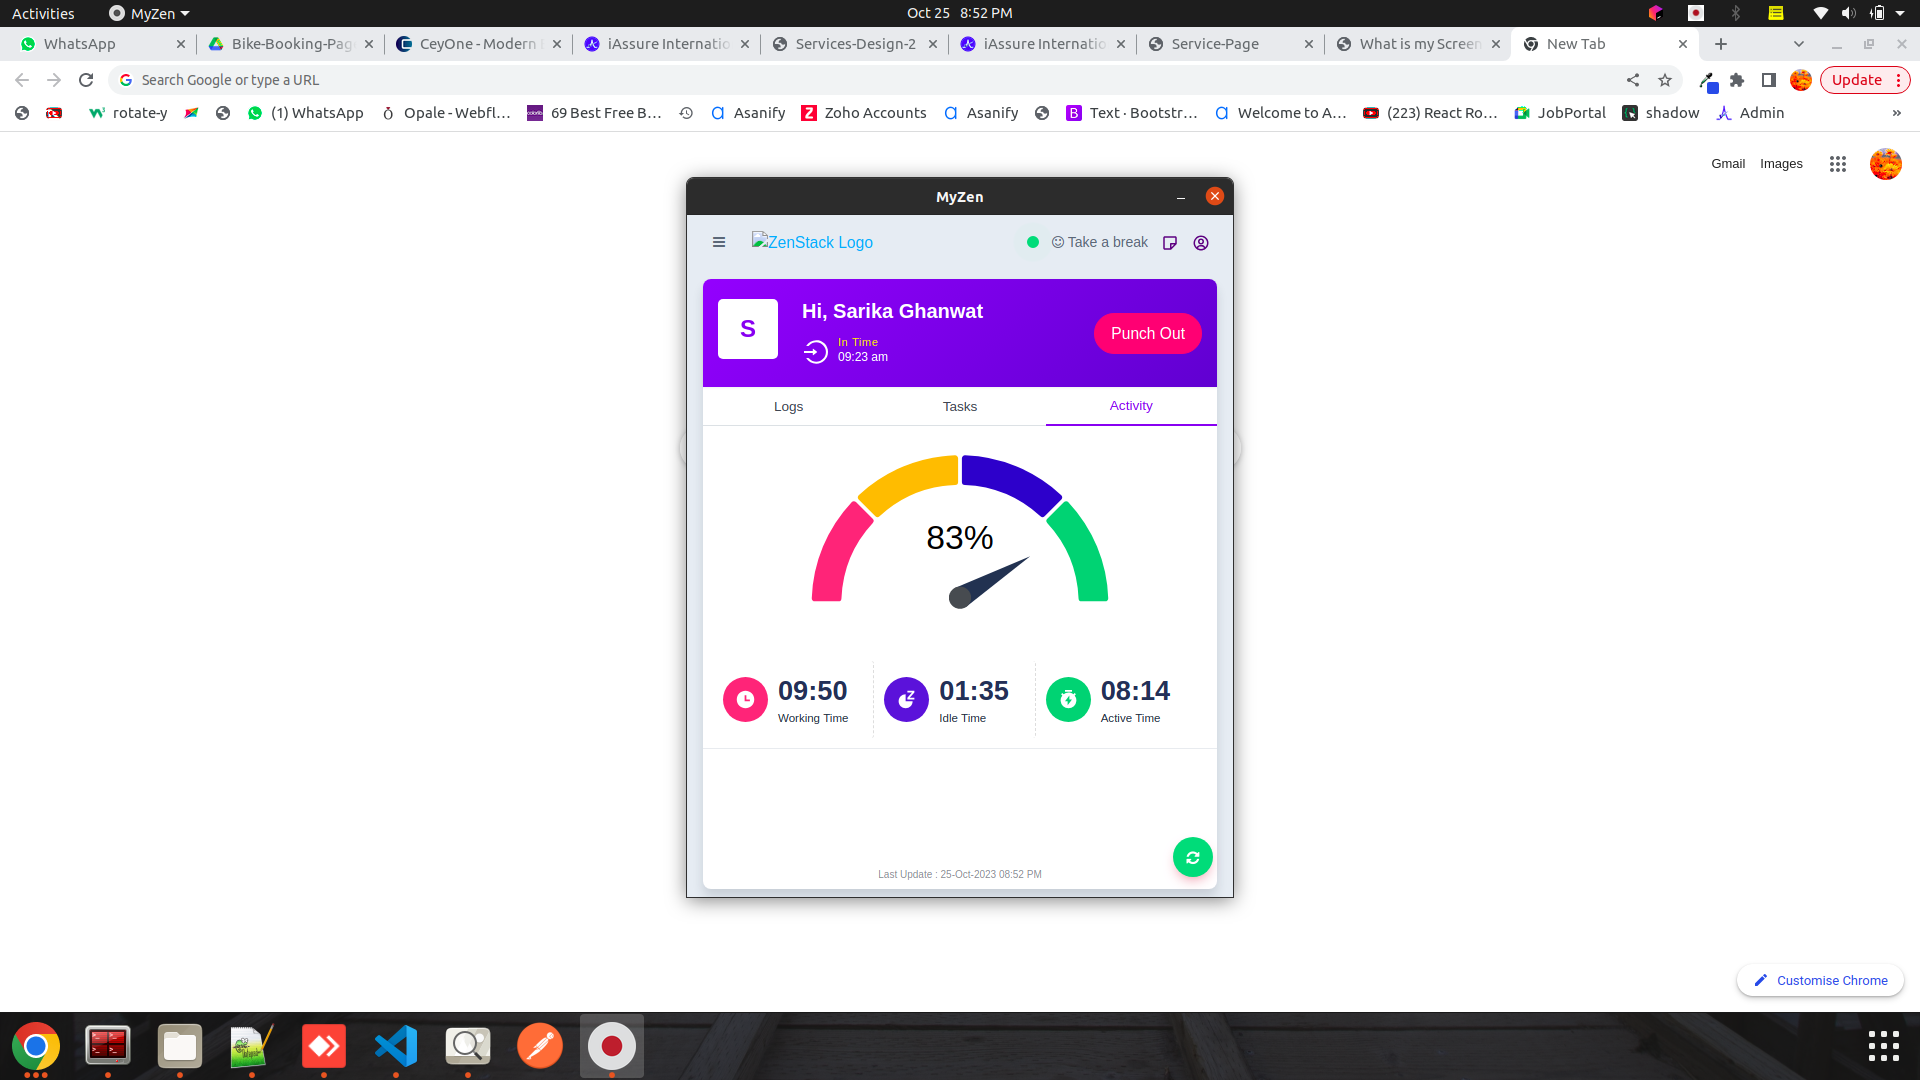 Activities
MyZen
Oct 25 8:52 PM
WhatsApp
Bike-Booking-Pag
CeyOne - Modern
iAssure Internatio
Services-Design-2
iAssure Internatio
Service-Page
What is my Screen
New Tab
Search Google or type a URL
Update
rotate-y
(1) WhatsApp
Opale - Webfl...
69 Best Free B...
Asanify
Zoho Accounts
Asanify
Text · Bootstr...
Welcome to A...
(223) React Ro...
JobPortal
shadow
Admin
»
Gmail
Images
MyZen
ZenStack Logo
Take a break
S
Hi, Sarika Ghanwat
In Time
09:23 am
Punch Out
Logs
Tasks
Activity
83%
09:50
Working Time
01:35
Idle Time
08:14
Active Time
Last Update : 25-Oct-2023 08:52 PM
Customise Chrome